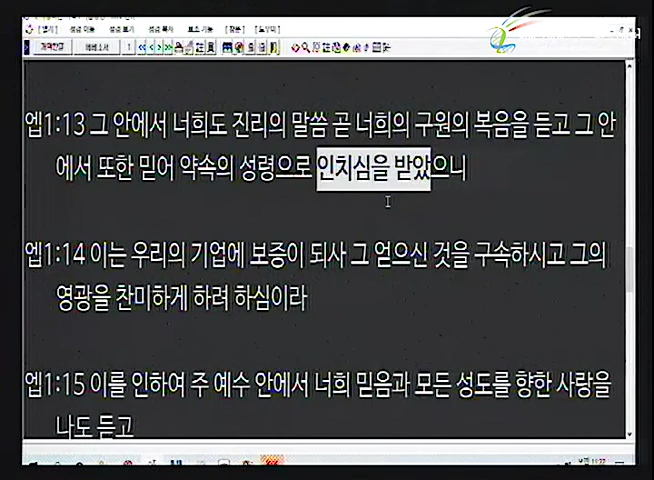 엡1:13 그 안에서 너희도 진리의 말씀 곧 너희의 구원의 복음을 듣고 그 안
에서 또한 믿어 약속의 성령으로 인치심을 받았으니
엡1:14 이는 우리의 기업에 보증이 되사 그 얻으신 것을 구속하시고 그의
영광을 찬미하게 하려 하심이라
엡1:15 이를 인하여 주 예수 안에서 너희 믿음과 모든 성도를 향한 사랑을
나도 듣고